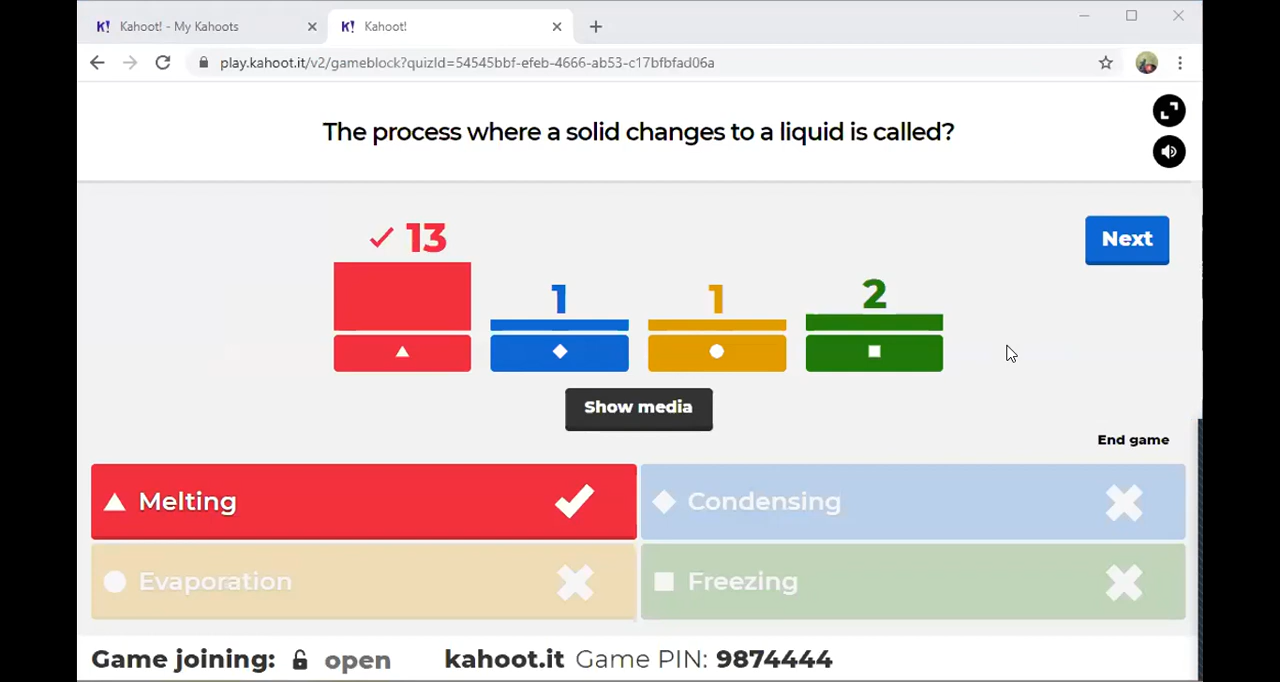 K! Kahoot! - My Kahoots
K! Kahoot!
play.kahoot.it/v2/gameblock?quizId=54545bbf-efeb-4666-ab53-c17bfbfad06a
The process where a solid changes to a liquid is called?
13
1
1
2
Next
Show media
End game
Melting
Condensing
Evaporation
Freezing
Game joining: open kahoot.it Game PIN: 9874444